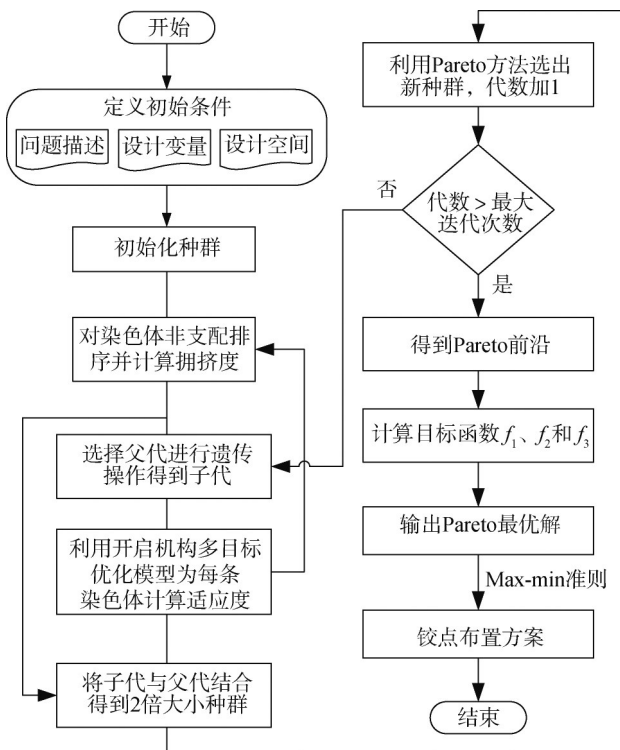 开始
定义初始条件
问题描述
设计变量
设计空间
初始化种群
对染色体非支配排
序并计算拥挤度
选择父代进行遗传
操作得到子代
利用开启机构多目标
优化模型为每条
染色体计算适应度
将子代与父代结合
得到2倍大小种群
利用Pareto方法选出
新种群，代数加1
否
代数 > 最大
迭代次数
是
得到Pareto前沿
计算目标函数f₁、f₂和f₃
输出Pareto最优解
Max-min准则
铰点布置方案
结束